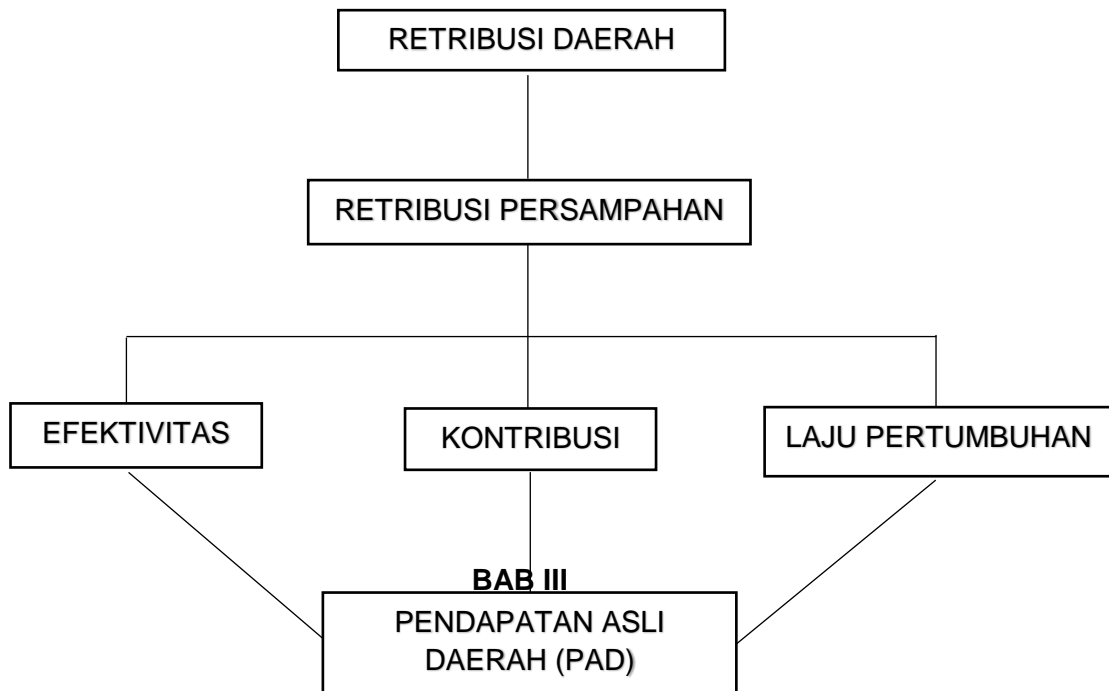 RETRIBUSI DAERAH
RETRIBUSI PERSAMPAHAN
EFEKTIVITAS
KONTRIBUSI
LAJU PERTUMBUHAN
BAB III
PENDAPATAN ASLI
DAERAH (PAD)